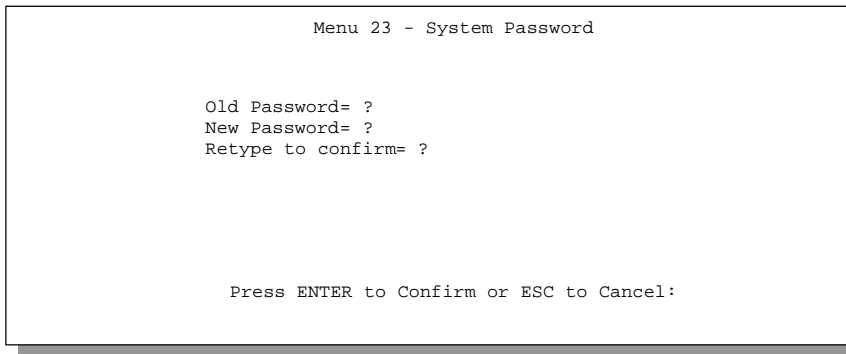 Menu 23 - System Password
Old Password= ?
New Password= ?
Retype to confirm= ?
Press ENTER to Confirm or ESC to Cancel: